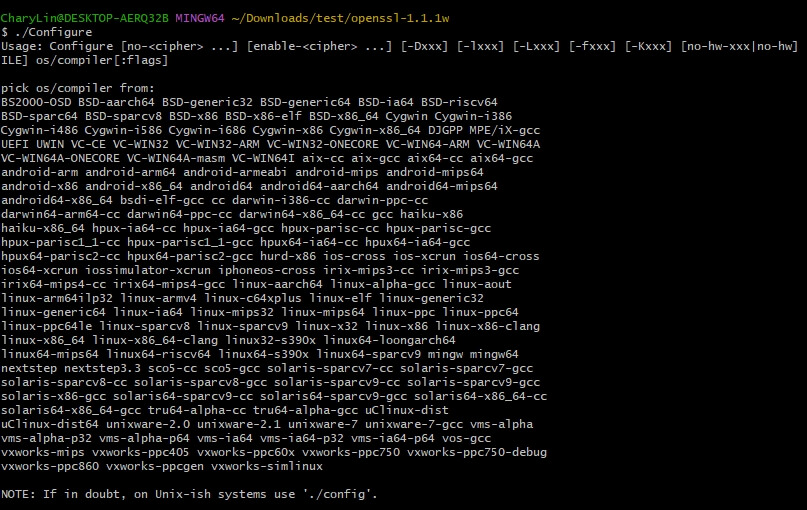 CharyLin@DESKTOP-AERQ32B MINGW64 ~/Downloads/test/openssl-1.1.1w
$ ./Configure
Usage: Configure [no-<cipher> ...] [enable-<cipher> ...] [-Dxxx] [-lxxx] [-Lxxx] [-fxxx] [-Kxxx] [no-hw-xxx|no-hw]
ILE] os/compiler[:flags]
pick os/compiler from:
BS2000-OSD BSD-aarch64 BSD-generic32 BSD-generic64 BSD-ia64 BSD-riscv64
BSD-sparc64 BSD-sparcv8 BSD-x86 BSD-x86-elf BSD-x86_64 Cygwin Cygwin-i386
Cygwin-i486 Cygwin-i586 Cygwin-i686 Cygwin-x86 Cygwin-x86_64 DJGPP MPE/iX-gcc
UEFI UWIN VC-CE VC-WIN32 VC-WIN32-ARM VC-WIN32-ONECORE VC-WIN64-ARM VC-WIN64A
VC-WIN64A-ONECORE VC-WIN64A-masm VC-WIN64I aix-cc aix-gcc aix64-cc aix64-gcc
android-arm android-arm64 android-armeabi android-mips android-mips64
android-x86 android-x86_64 android64 android64-aarch64 android64-mips64
android64-x86_64 bsdi-elf-gcc cc darwin-i386-cc darwin-ppc-cc
darwin64-arm64-cc darwin64-ppc-cc darwin64-x86_64-cc gcc haiku-x86
haiku-x86_64 hpux-ia64-cc hpux-ia64-gcc hpux-parisc-cc hpux-parisc-gcc
hpux-parisc1_1-cc hpux-parisc1_1-gcc hpux64-ia64-cc hpux64-ia64-gcc
hpux64-parisc2-cc hpux64-parisc2-gcc hurd-x86 ios-cross ios-xcrun ios64-cross
ios64-xcrun iossimulator-xcrun iphoneos-cross irix-mips3-cc irix-mips3-gcc
irix64-mips4-cc irix64-mips4-gcc linux-aarch64 linux-alpha-gcc linux-aout
linux-arm64ilp32 linux-armv4 linux-c64xplus linux-elf linux-generic32
linux-generic64 linux-ia64 linux-mips32 linux-mips64 linux-ppc linux-ppc64
linux-ppc64le linux-sparcv8 linux-sparcv9 linux-x32 linux-x86 linux-x86-clang
linux-x86_64 linux-x86_64-clang linux32-s390x linux64-loongarch64
linux64-mips64 linux64-riscv64 linux64-s390x linux64-sparcv9 mingw mingw64
nextstep nextstep3.3 sco5-cc sco5-gcc solaris-sparcv7-cc solaris-sparcv7-gcc
solaris-sparcv8-cc solaris-sparcv8-gcc solaris-sparcv9-cc solaris-sparcv9-gcc
solaris-x86-gcc solaris64-sparcv9-cc solaris64-sparcv9-gcc solaris64-x86_64-cc
solaris64-x86_64-gcc tru64-alpha-cc tru64-alpha-gcc uClinux-dist
uClinux-dist64 unixware-2.0 unixware-2.1 unixware-7 unixware-7-gcc vms-alpha
vms-alpha-p32 vms-alpha-p64 vms-ia64 vms-ia64-p32 vms-ia64-p64 vos-gcc
vxworks-mips vxworks-ppc405 vxworks-ppc60x vxworks-ppc750 vxworks-ppc750-debug
vxworks-ppc860 vxworks-ppcgen vxworks-simlinux
NOTE: If in doubt, on Unix-ish systems use './config'.